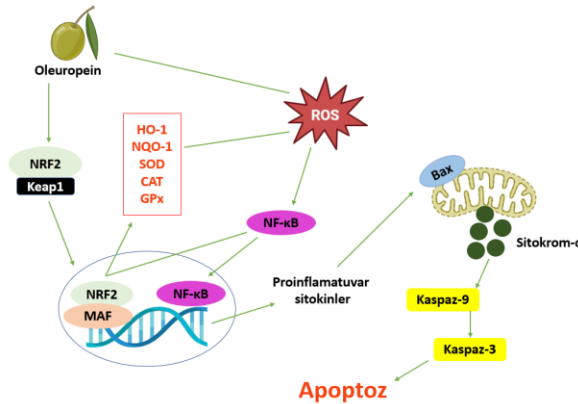 Oleuropein
ROS
HO-1
NQO-1
SOD
CAT
GPx
NRF2
Keap1
Bax
NF-κB
Sitokrom-c
NRF2
MAF
NF-κB
Proinflamatuvar
sitokinler
Kaspaz-9
Kaspaz-3
Apoptoz